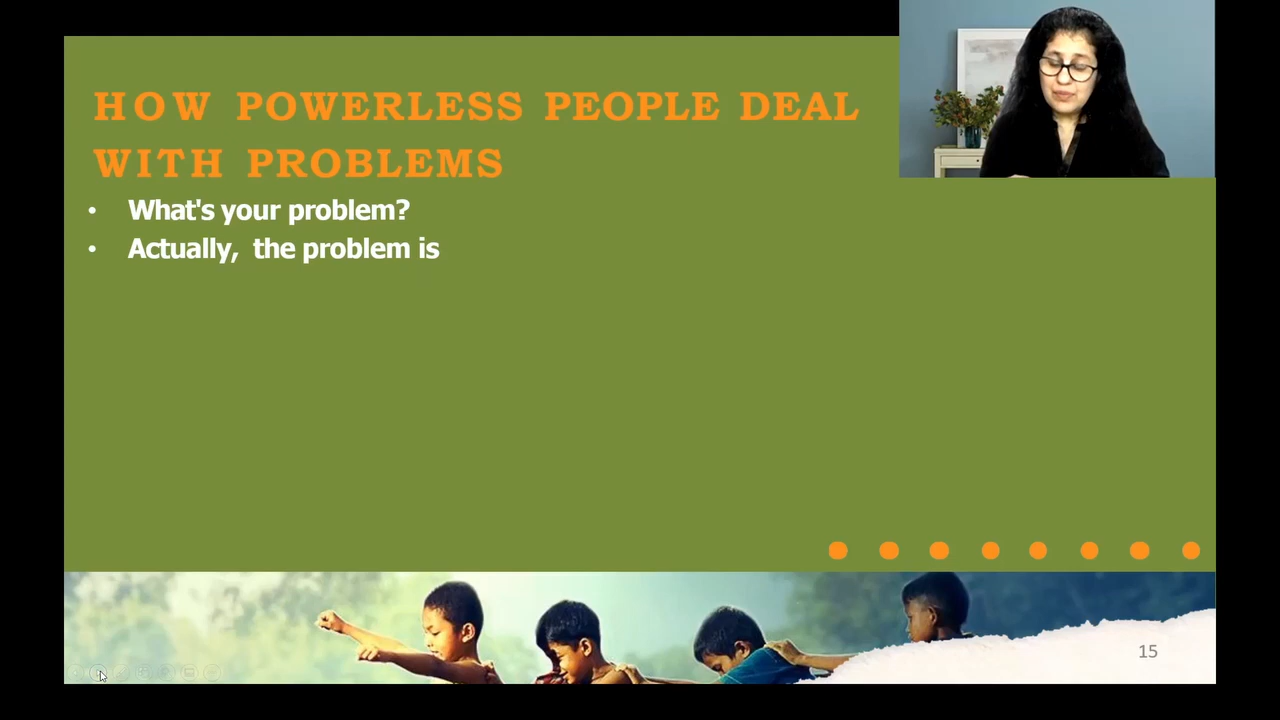 HOW POWERLESS PEOPLE DEAL
WITH PROBLEMS
• What's your problem?
• Actually,  the problem is
15